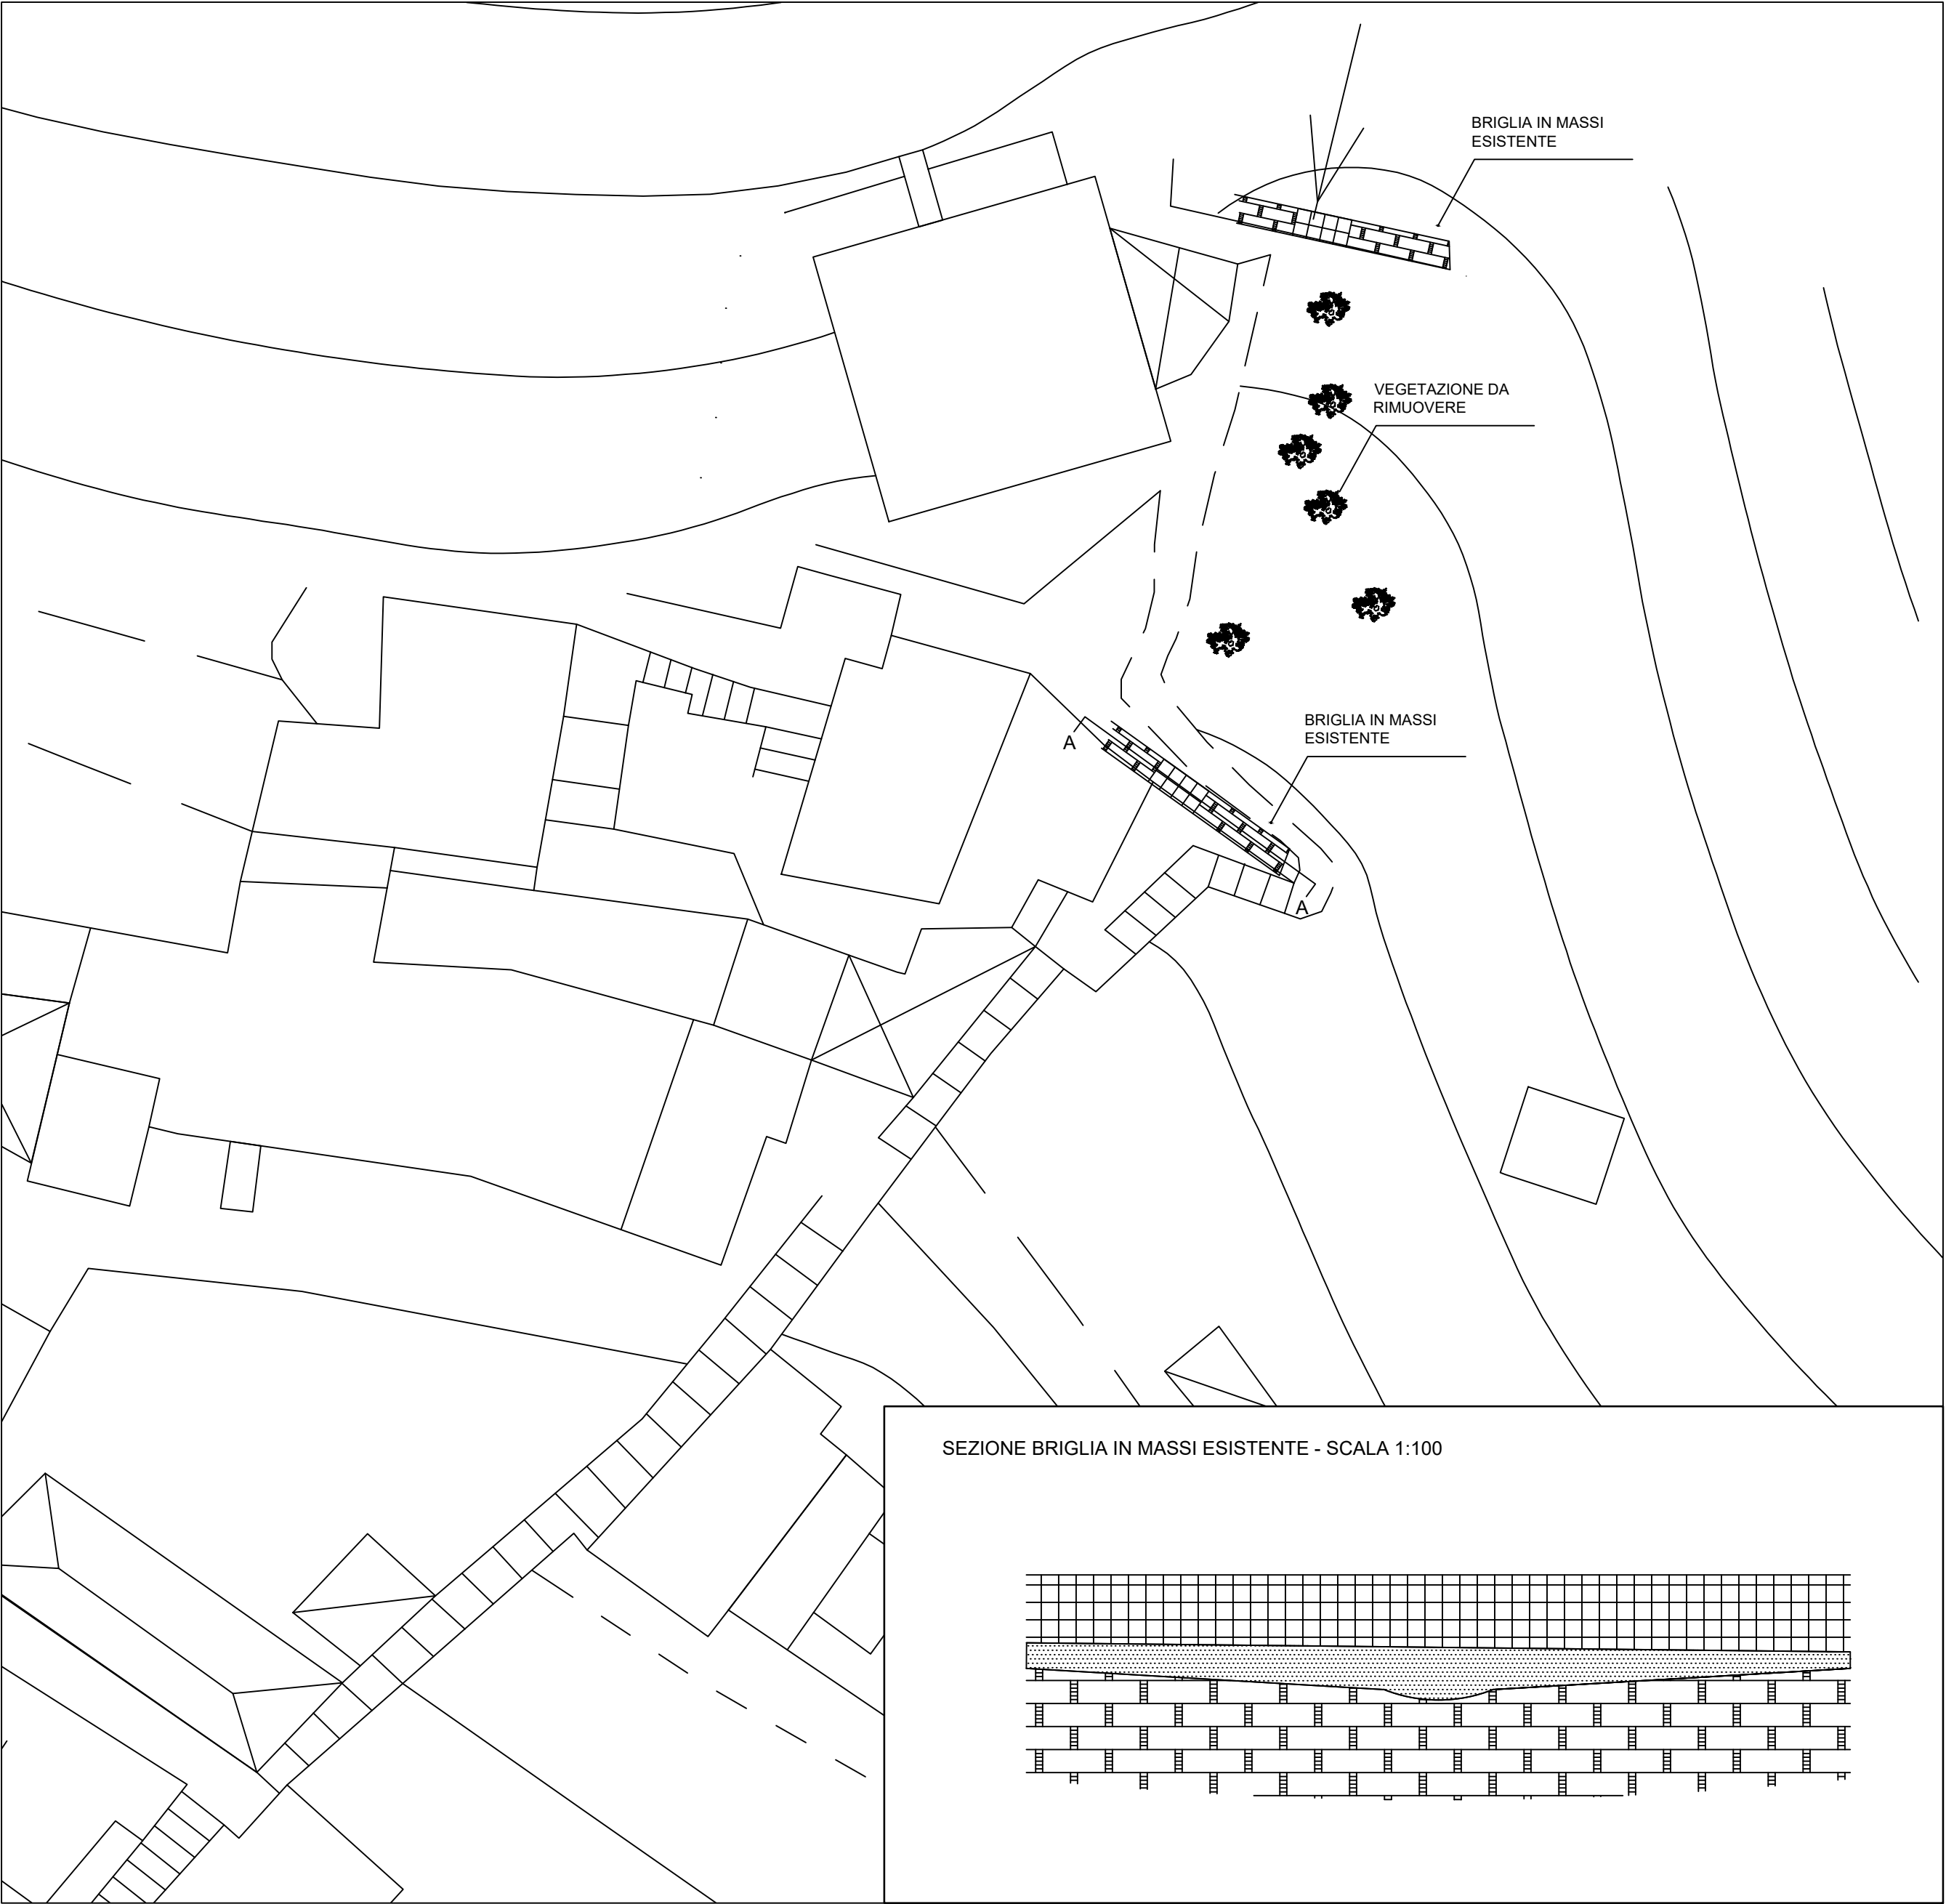 BRIGLIA IN MASSI
ESISTENTE
VEGETAZIONE DA
RIMUOVERE
BRIGLIA IN MASSI
ESISTENTE
A
A
SEZIONE BRIGLIA IN MASSI ESISTENTE - SCALA 1:100